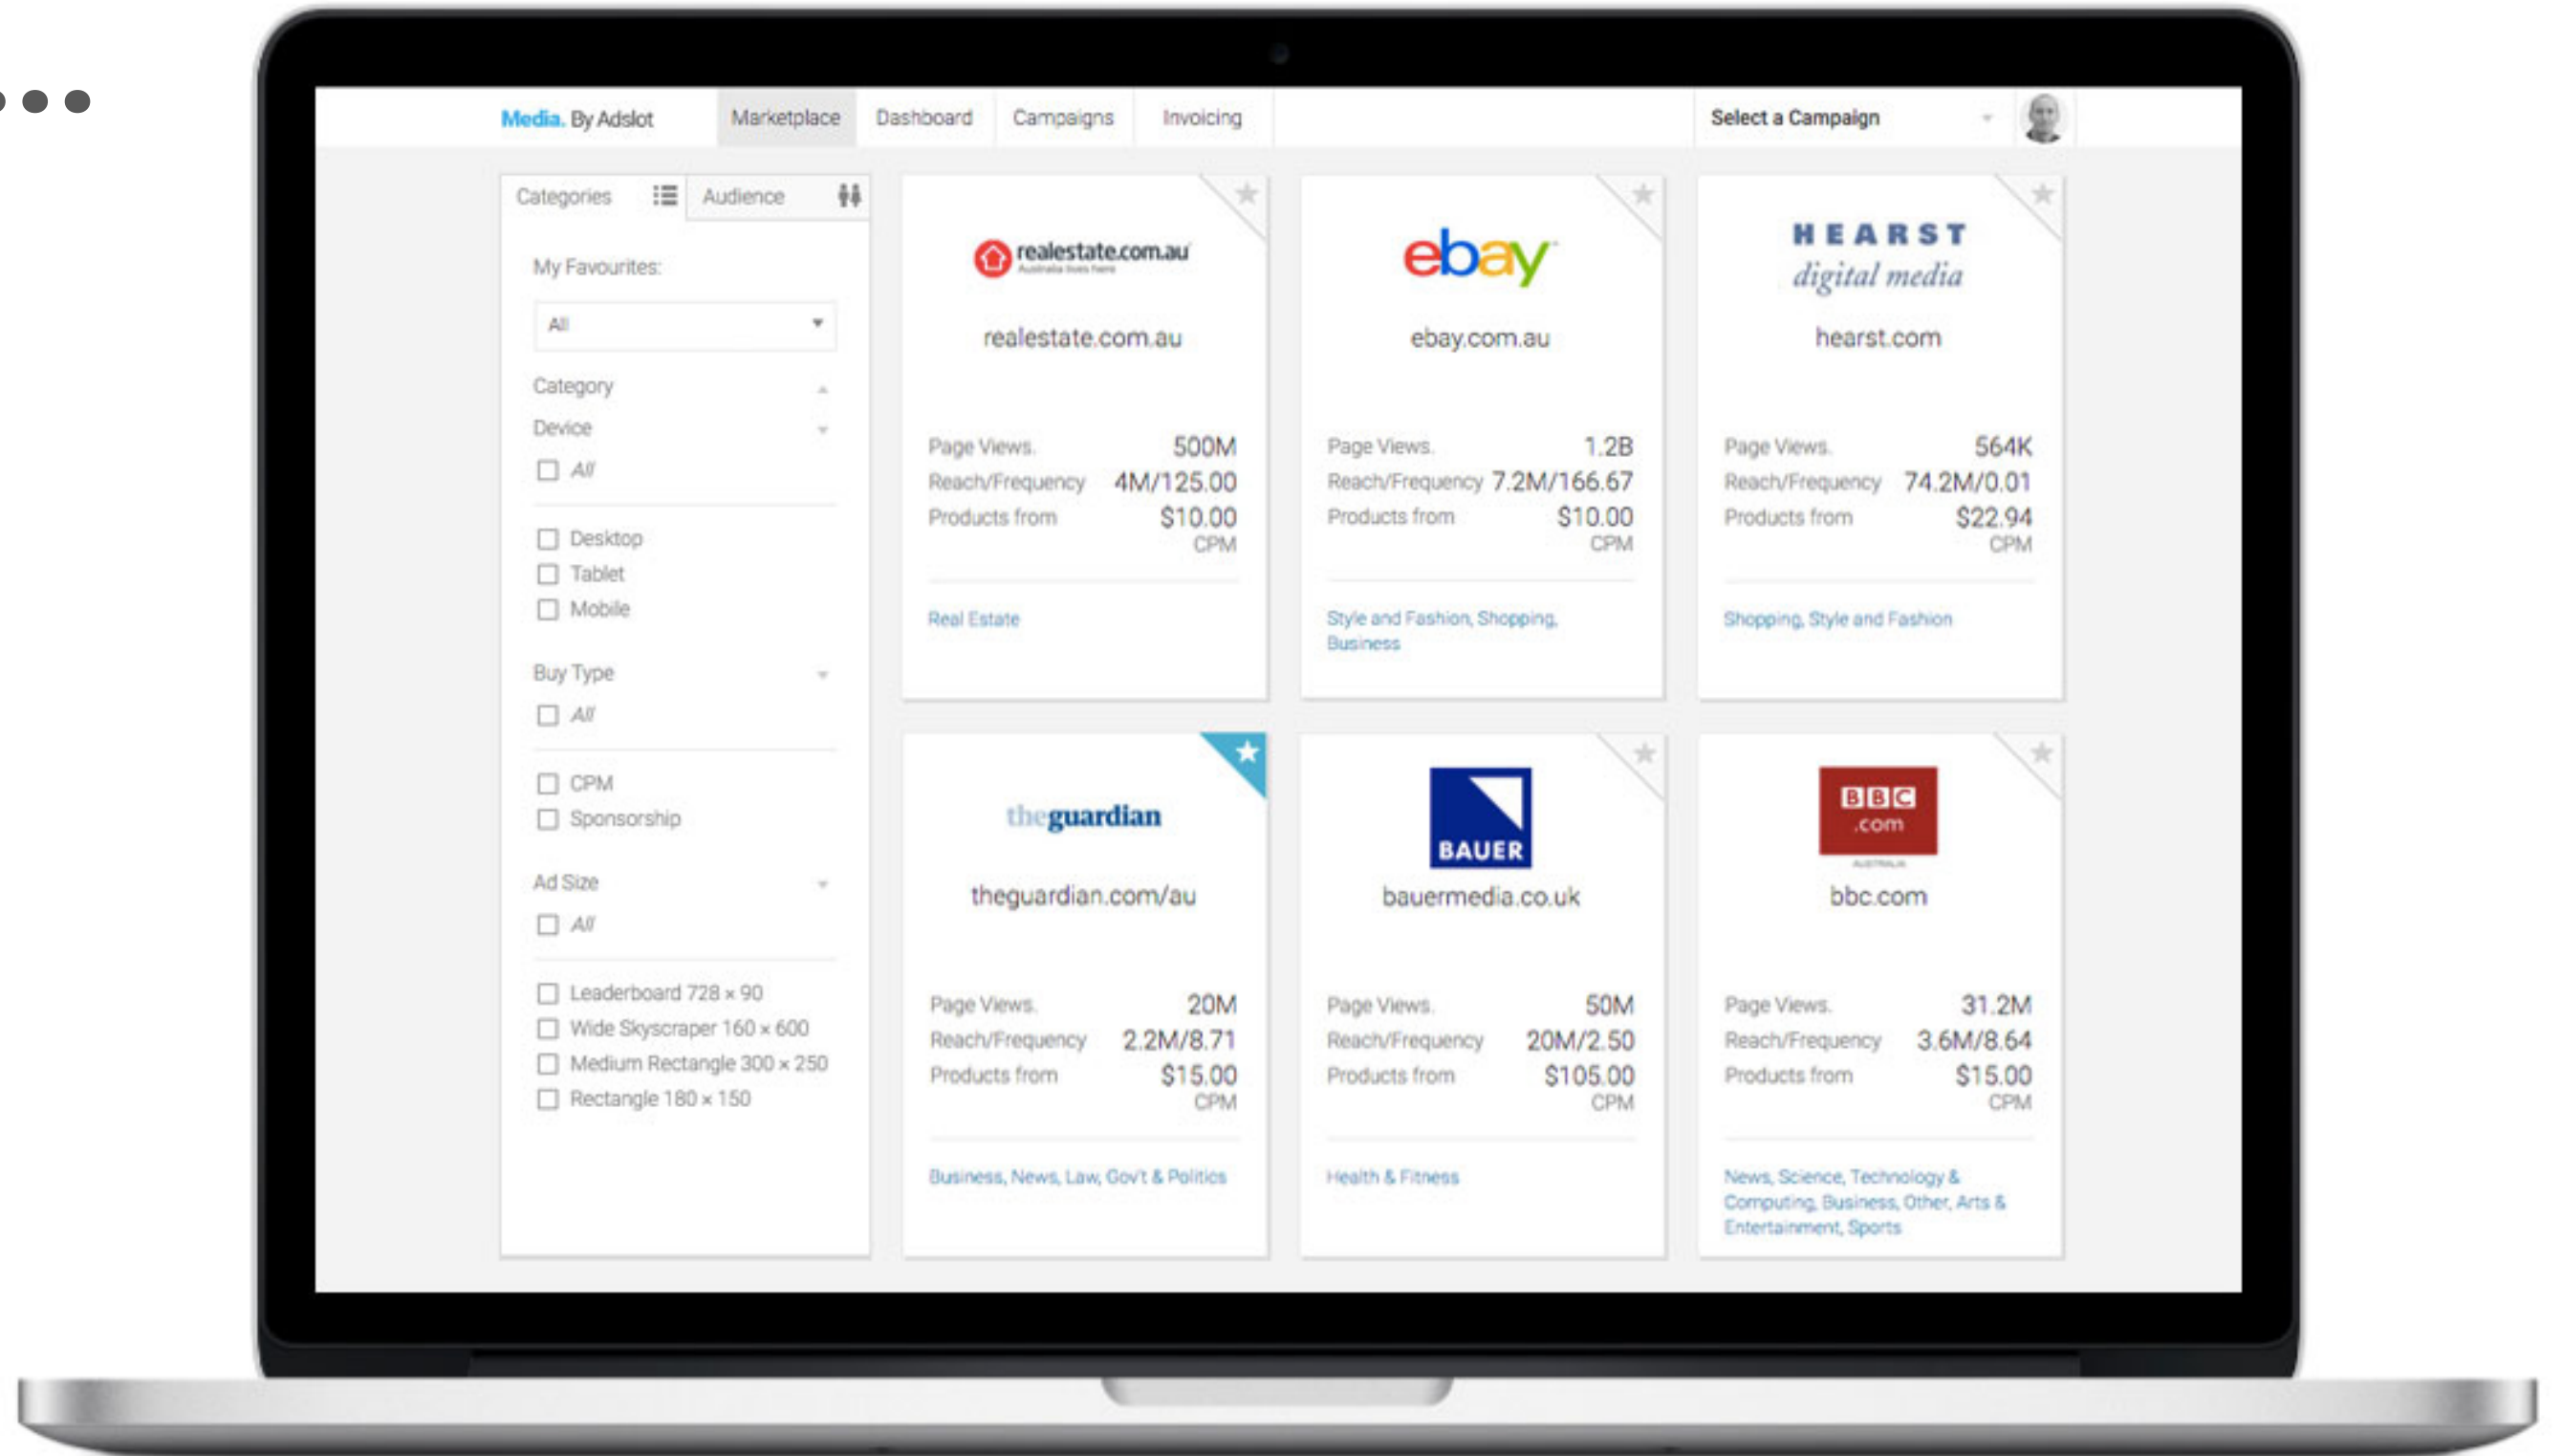 Media. By Adslot
Marketplace
Dashboard
Campaigns
Invoicing
Select a Campaign
Categories
Audience
My Favourites:
All
Category
Device
All
Desktop
Tablet
Mobile
Buy Type
All
CPM
Sponsorship
Ad Size
All
Leaderboard 728 × 90
Wide Skyscraper 160 × 600
Medium Rectangle 300 × 250
Rectangle 180 × 150
realestate.com.au
Australia lives here
realestate.com.au
Page Views. 500M
Reach/Frequency 4M/125.00
Products from $10.00
CPM
Real Estate
ebay
ebay.com.au
Page Views. 1.2B
Reach/Frequency 7.2M/166.67
Products from $10.00
CPM
Style and Fashion, Shopping,
Business
HEARST
digital media
hearst.com
Page Views. 564K
Reach/Frequency 74.2M/0.01
Products from $22.94
CPM
Shopping, Style and Fashion
theguardian
theguardian.com/au
Page Views. 20M
Reach/Frequency 2.2M/8.71
Products from $15.00
CPM
Business, News, Law, Gov't & Politics
BAUER
bauermedia.co.uk
Page Views. 50M
Reach/Frequency 20M/2.50
Products from $105.00
CPM
Health & Fitness
BBC
.com
AUSTRALIA
bbc.com
Page Views. 31.2M
Reach/Frequency 3.6M/8.64
Products from $15.00
CPM
News, Science, Technology &
Computing, Business, Other, Arts &
Entertainment, Sports